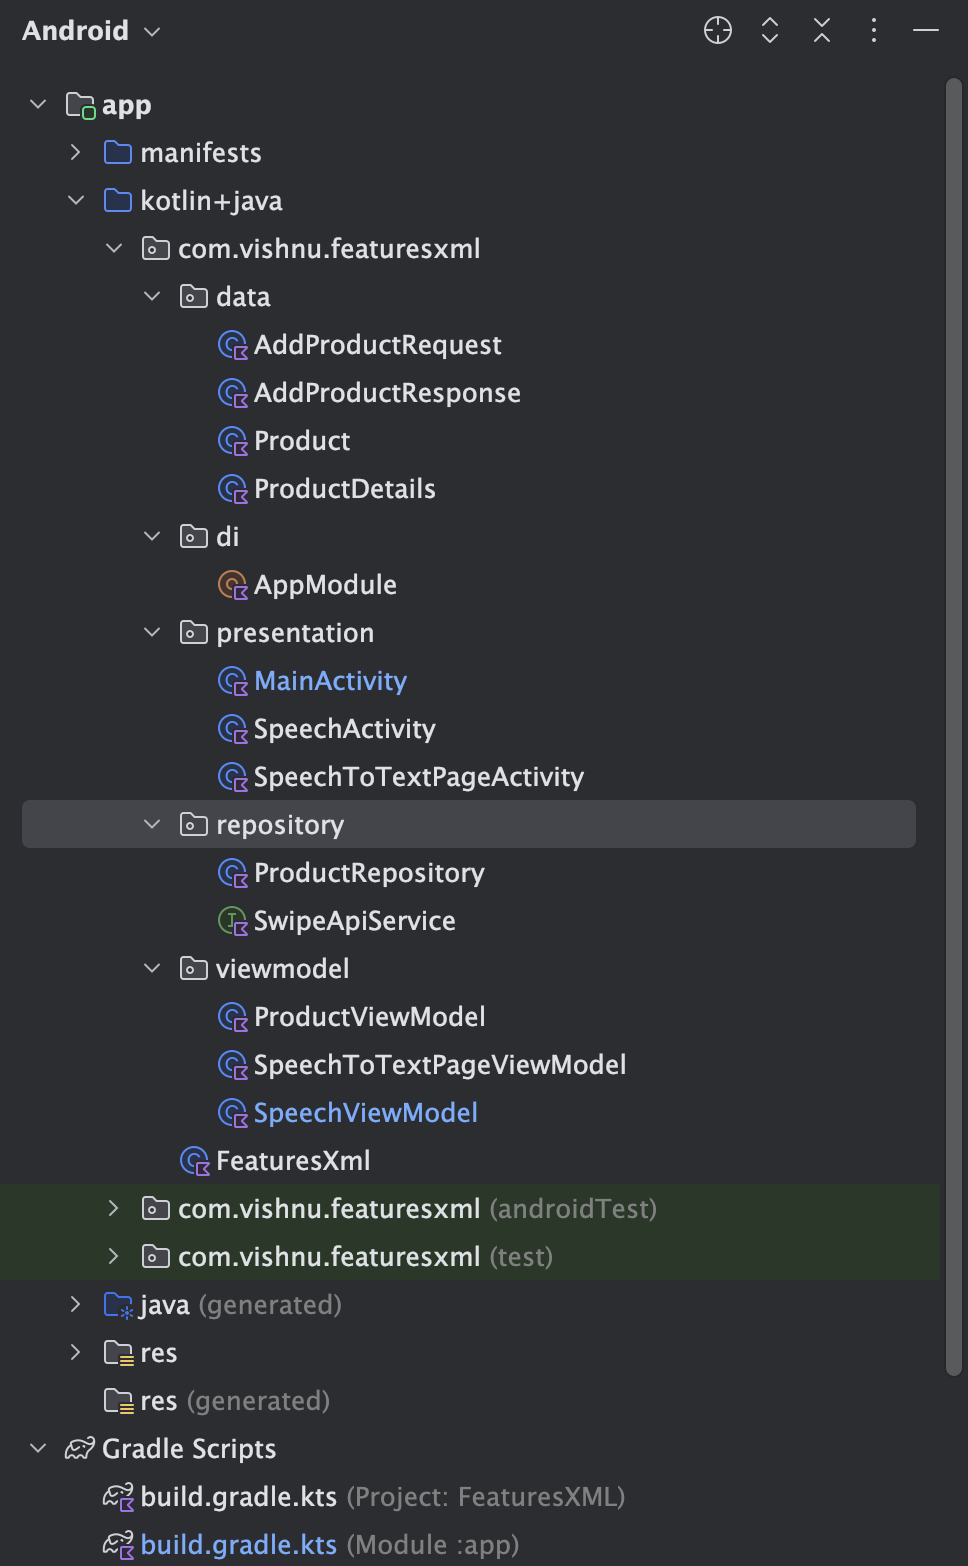 Android
app
manifests
kotlin+java
com.vishnu.featuresxml
data
AddProductRequest
AddProductResponse
Product
ProductDetails
di
AppModule
presentation
MainActivity
SpeechActivity
SpeechToTextPageActivity
repository
ProductRepository
SwipeApiService
viewmodel
ProductViewModel
SpeechToTextPageViewModel
SpeechViewModel
FeaturesXml
com.vishnu.featuresxml (androidTest)
com.vishnu.featuresxml (test)
java (generated)
res
res (generated)
Gradle Scripts
build.gradle.kts (Project: FeaturesXML)
build.gradle.kts (Module :app)